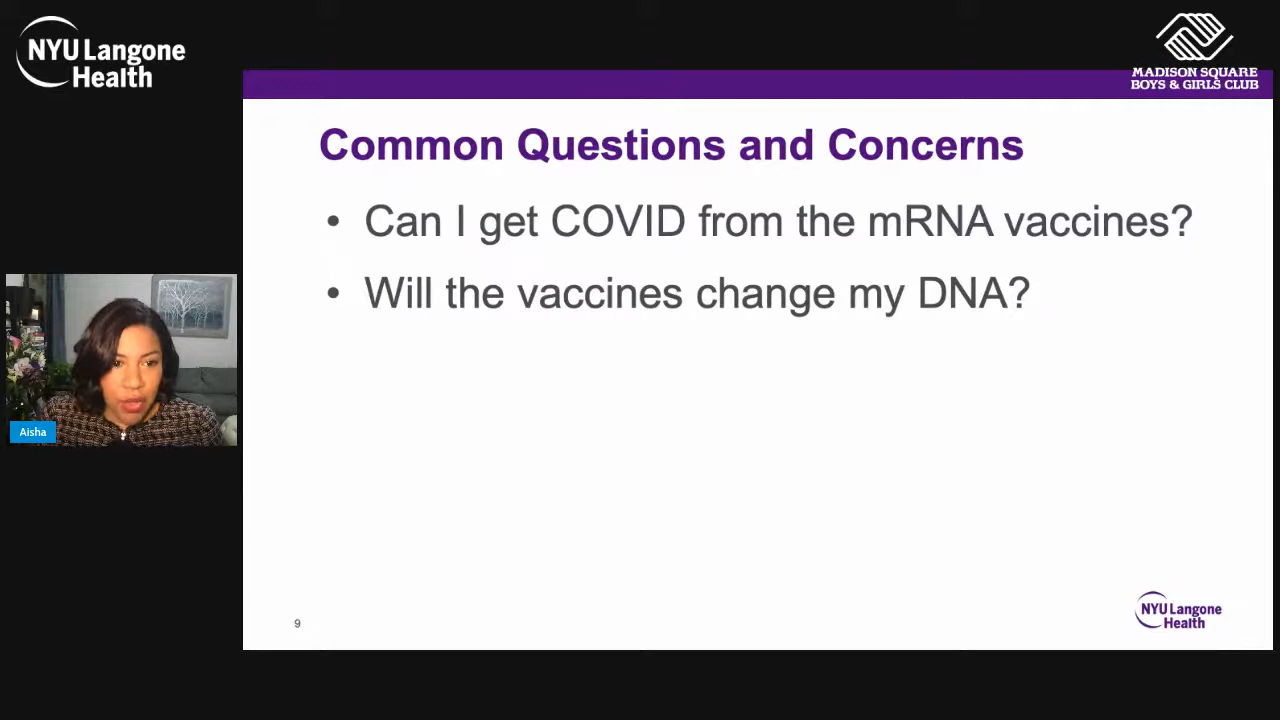 NYU Langone
Health
MADISON SQUARE
BOYS & GIRLS CLUB
Common Questions and Concerns
• Can I get COVID from the mRNA vaccines?
• Will the vaccines change my DNA?
Aisha
9
NYU Langone
Health